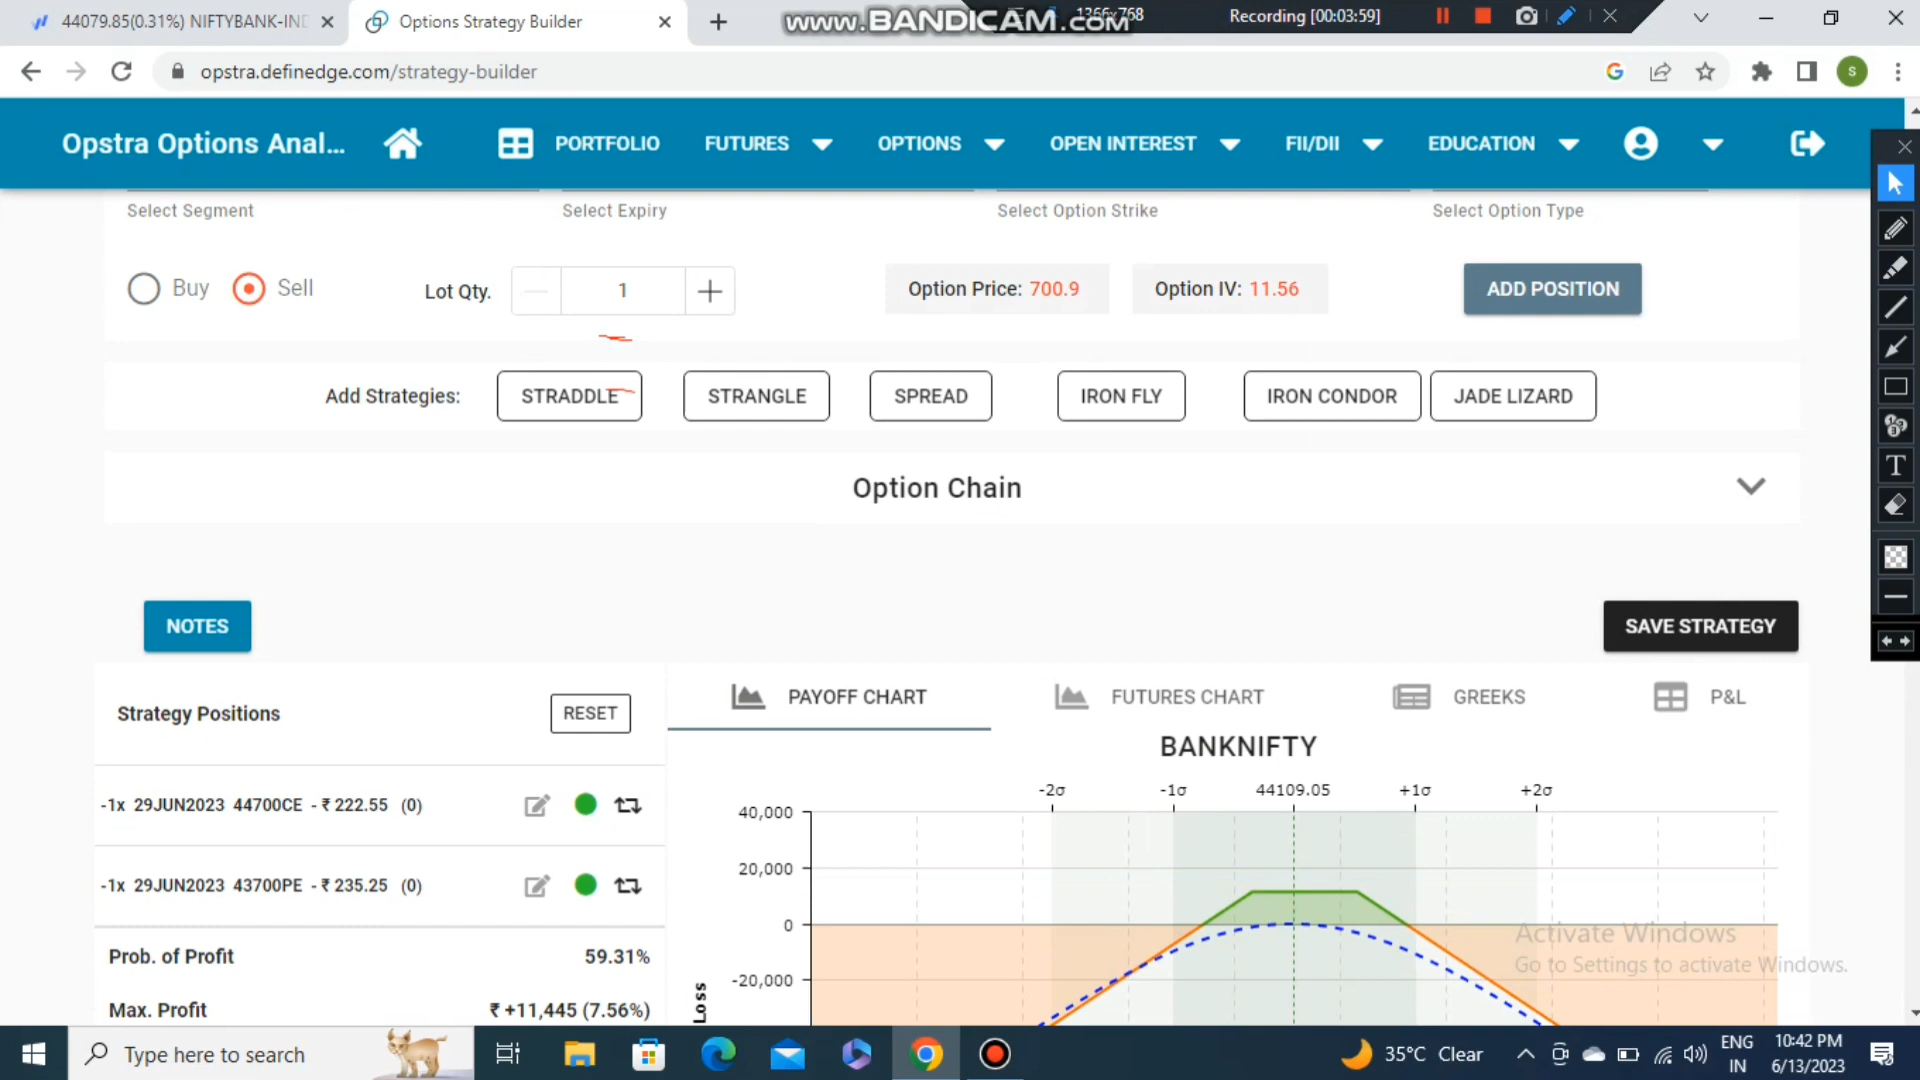 44079.85(0.31%) NIFTYBANK-IND
Options Strategy Builder
www.BANDICAM.com
1366x768
Recording [00:03:59]
opstra.definedge.com/strategy-builder
S
Opstra Options Anal...
PORTFOLIO
FUTURES
OPTIONS
OPEN INTEREST
FII/DII
EDUCATION
Select Segment
Select Expiry
Select Option Strike
Select Option Type
Buy
Sell
Lot Qty.
1
Option Price: 700.9
Option IV: 11.56
ADD POSITION
Add Strategies:
STRADDLE
STRANGLE
SPREAD
IRON FLY
IRON CONDOR
JADE LIZARD
Option Chain
NOTES
SAVE STRATEGY
Strategy Positions
RESET
PAYOFF CHART
FUTURES CHART
GREEKS
P&L
BANKNIFTY
-2σ
-1σ
44109.05
+1σ
+2σ
40,000
20,000
0
-20,000
Loss
-1x 29JUN2023 44700CE - ₹ 222.55 (0)
-1x 29JUN2023 43700PE - ₹ 235.25 (0)
Prob. of Profit
59.31%
Max. Profit
₹ +11,445 (7.56%)
Activate Windows
Go to Settings to activate Windows.
Type here to search
35°C Clear
ENG
IN
10:42 PM
6/13/2023